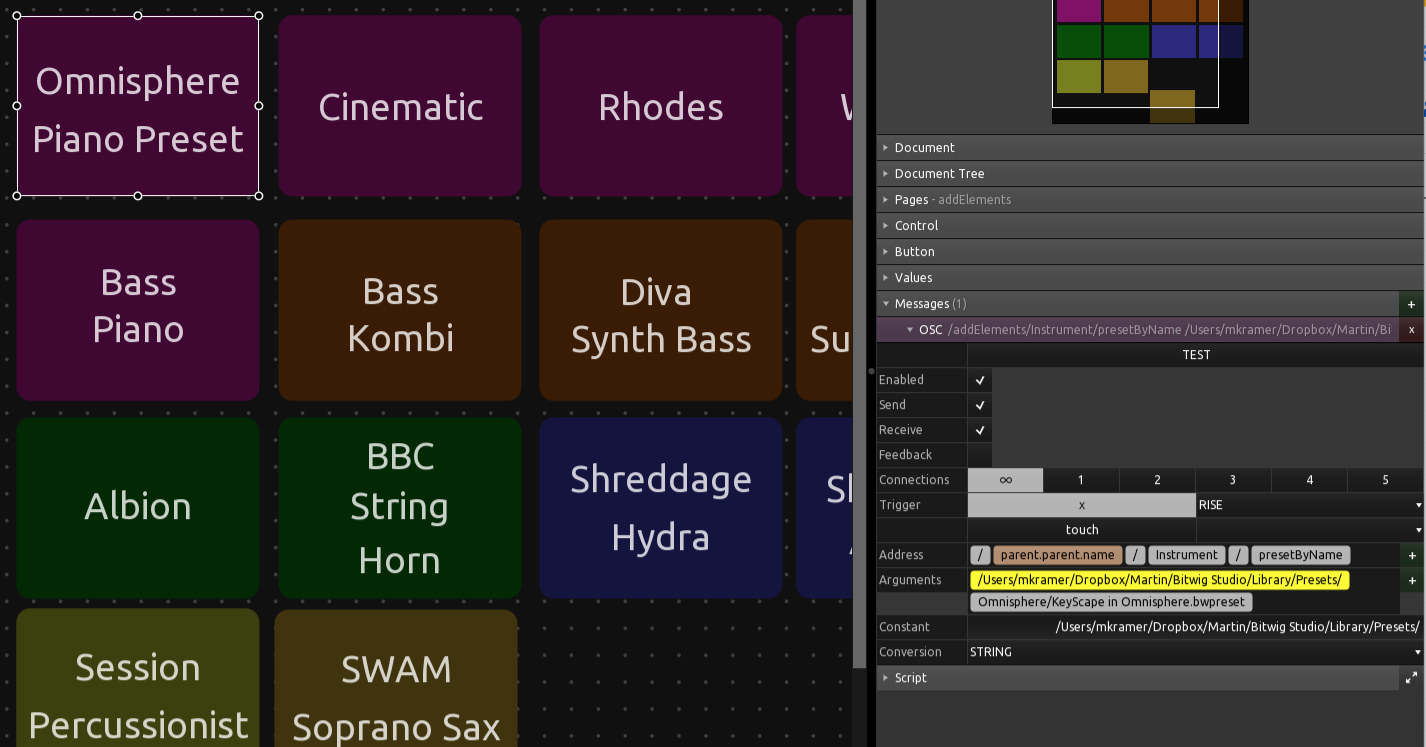 Omnisphere
Piano Preset
Cinematic
Rhodes
Bass
Piano
Bass
Kombi
Diva
Synth Bass
Su
Albion
BBC
String
Horn
Shreddage
Hydra
Session
Percussionist
SWAM
Soprano Sax
Document
Document Tree
Pages - addElements
Control
Button
Values
Messages (1) +
OSC /addElements/Instrument/presetByName /Users/mkramer/Dropbox/Martin/Bi x
TEST
Enabled
Send
Receive
Feedback
Connections ∞ 1 2 3 4 5
Trigger x RISE
touch
Address / parent.parent.name / Instrument / presetByName +
Arguments /Users/mkramer/Dropbox/Martin/Bitwig Studio/Library/Presets/ +
Omnisphere/KeyScape in Omnisphere.bwpreset
Constant /Users/mkramer/Dropbox/Martin/Bitwig Studio/Library/Presets/
Conversion STRING
Script